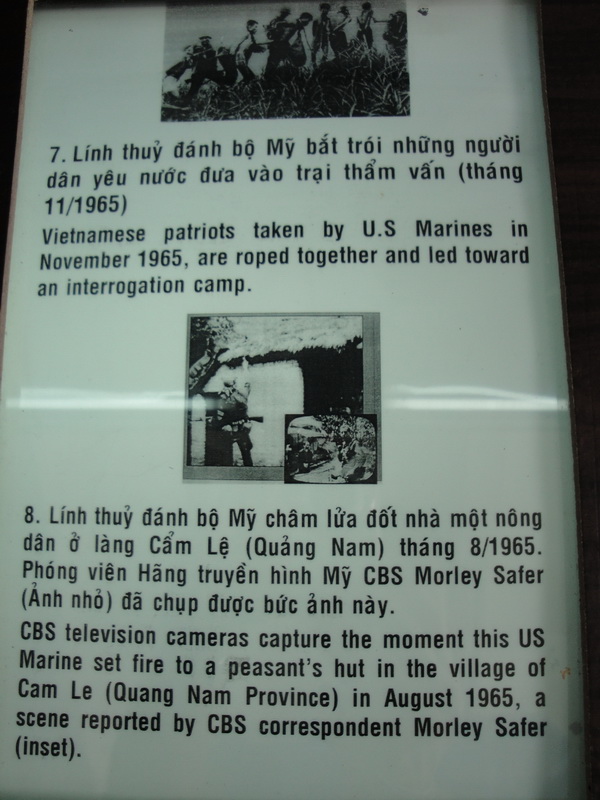 7. Lính thuỷ đánh bộ Mỹ bắt trói những người
dân yêu nước đưa vào trại thẩm vấn (tháng
11/1965)
Vietnamese patriots taken by U.S Marines in
November 1965, are roped together and led toward
an interrogation camp.
8. Lính thuỷ đánh bộ Mỹ châm lửa đốt nhà một nông
dân ở làng Cẩm Lệ (Quảng Nam) tháng 8/1965.
Phóng viên Hãng truyền hình Mỹ CBS Morley Safer
(Ảnh nhỏ) đã chụp được bức ảnh này.
CBS television cameras capture the moment this US
Marine set fire to a peasant's hut in the village of
Cam Le (Quang Nam Province) in August 1965, a
scene reported by CBS correspondent Morley Safer
(inset).